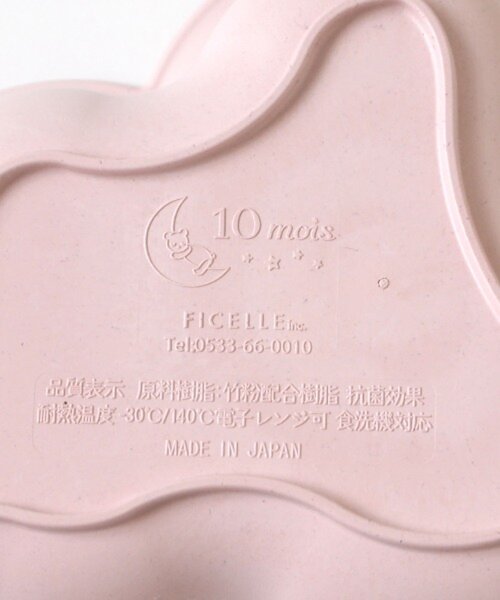 10 mois
FICELLE inc.
Tel:0533-66-0010
品質表示 原料樹脂:竹粉配合樹脂 抗菌効果
耐熱温度 -30℃/140℃電子レンジ可 食洗機対応
MADE IN JAPAN